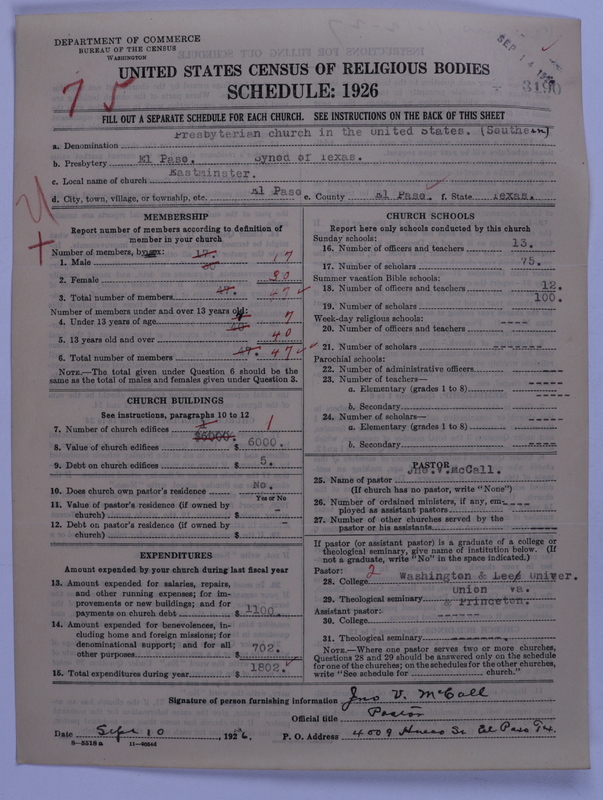 DEPARTMENT OF COMMERCE
BUREAU OF THE CENSUS
WASHINGTON
SEP 14
3190
UNITED STATES CENSUS OF RELIGIOUS BODIES
SCHEDULE: 1926
75
FILL OUT A SEPARATE SCHEDULE FOR EACH CHURCH. SEE INSTRUCTIONS ON THE BACK OF THIS SHEET
a. Denomination Presbyterian church in the United States. (Southern)
b. Presbytery El Paso. Synod of Texas.
c. Local name of church Eastminster.
d. City, town, village, or township, etc. El Paso e. County El Paso. f. State Texas.
MEMBERSHIP
Report number of members according to definition of
member in your church
Number of members, by sex:
1. Male 17. 17
2. Female 30 30
3. Total number of members 47. 47
Number of members under and over 13 years old:
4. Under 13 years of age 7
5. 13 years old and over 40 40
6. Total number of members 47. 47
NOTE.—The total given under Question 6 should be the
same as the total of males and females given under Question 3.
CHURCH BUILDINGS
See instructions, paragraphs 10 to 12
7. Number of church edifices 1
$6000.
8. Value of church edifices $ 6000.
9. Debt on church edifices $ 5.
10. Does church own pastor's residence No.
Yes or No
11. Value of pastor's residence (if owned by
church) $ -
12. Debt on pastor's residence (if owned by
church) $ -
EXPENDITURES
Amount expended by your church during last fiscal year
13. Amount expended for salaries, repairs,
and other running expenses; for im-
provements or new buildings; and for
payments on church debt $ 1100.
14. Amount expended for benevolences, in-
cluding home and foreign missions; for
denominational support; and for all
other purposes $ 702.
15. Total expenditures during year $ 1802.
CHURCH SCHOOLS
Report here only schools conducted by this church
Sunday schools:
16. Number of officers and teachers 13.
17. Number of scholars 75.
Summer vacation Bible schools:
18. Number of officers and teachers 12.
19. Number of scholars 100.
Week-day religious schools:
20. Number of officers and teachers ----
21. Number of scholars -------
Parochial schools:
22. Number of administrative officers -----
23. Number of teachers—
a. Elementary (grades 1 to 8) -----
b. Secondary
24. Number of scholars—
a. Elementary (grades 1 to 8) -----
b. Secondary ----
PASTOR
25. Name of pastor Jno.V.McCall.
(If church has no pastor, write "None")
26. Number of ordained ministers, if any, em-
ployed as assistant pastors ----
27. Number of other churches served by the
pastor or his assistants ----
If pastor (or assistant pastor) is a graduate of a college or
theological seminary, give name of institution below. (If
not a graduate, write "No" in the space indicated.)
Pastor: 2
28. College Washington & Lee Univer.
29. Theological seminary Union Va.
& Princeton.
Assistant pastor:
30. College ------
31. Theological seminary -------
NOTE.—Where one pastor serves two or more churches,
Questions 28 and 29 should be answered only on the schedule
for one of the churches; on the schedules for the other churches,
write "See schedule for church."
Signature of person furnishing information Jno V. McCall
Official title Pastor
Date Sept 10, 1926. P. O. Address 4009 Hueco St. El Paso Tx.
8-5518a 11-90646